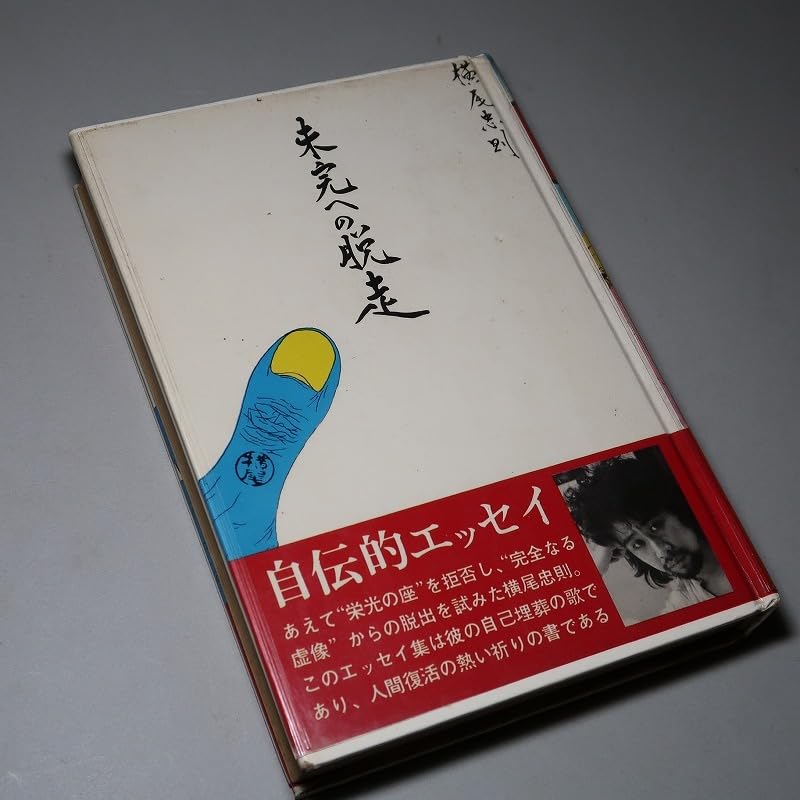 横尾忠則
未完への脱走
自伝的エッセイ
あえて“栄光の座”を拒否し、“完全なる
虚像”からの脱出を試みた横尾忠則。
このエッセイ集は彼の自己埋葬の歌で
あり、人間復活の熱い祈りの書である